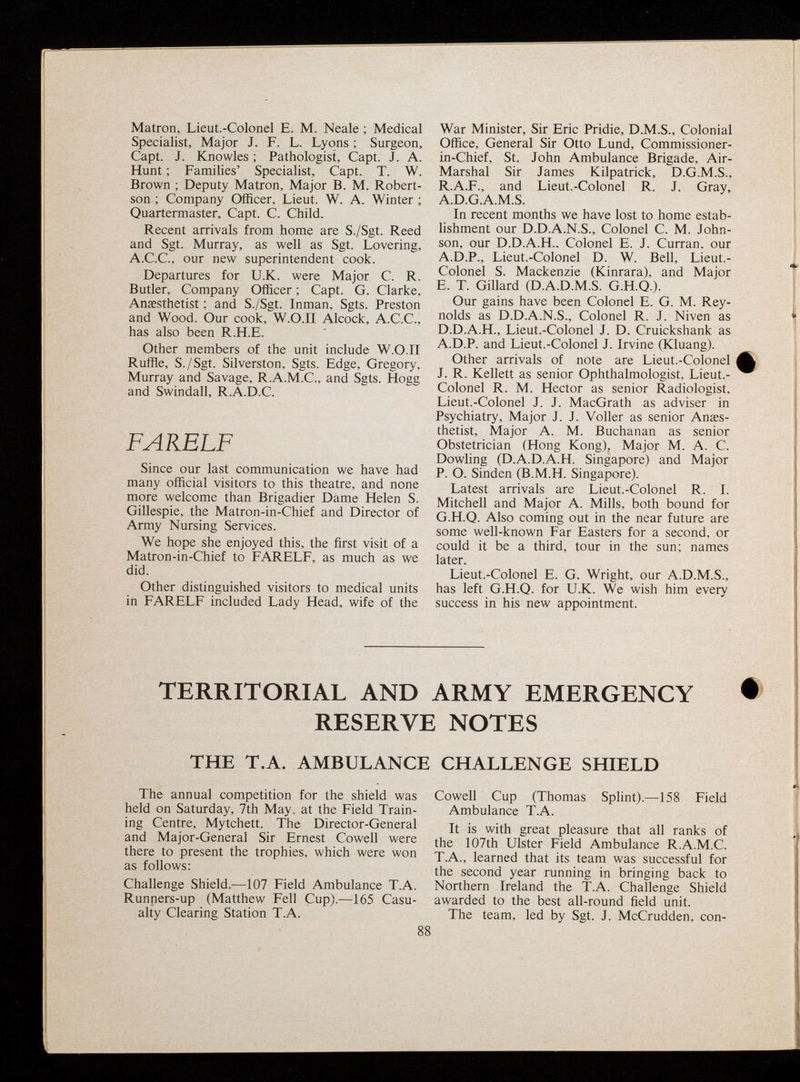 Matron, Lieut.-Colonel E. M. Neale ; Medical
Specialist, Major J. F. L. Lyons ; Surgeon,
Capt. J. Knowles ; Pathologist, Capt. J. A.
Hunt ; Families' Specialist, Capt. T. W.
Brown ; Deputy Matron, Major B. M. Robert-
son ; Company Officer, Lieut. W. A. Winter ;
Quartermaster, Capt. C. Child.
Recent arrivals from home are S./Sgt. Reed
and Sgt. Murray, as well as Sgt. Lovering,
A.C.C., our new superintendent cook.
Departures for U.K. were Major C. R.
Butler, Company Officer ; Capt. G. Clarke,
Anæsthetist ; and S./Sgt. Inman, Sgts. Preston
and Wood. Our cook, W.O.II Alcock, A.C.C.,
has also been R.H.E.
Other members of the unit include W.O.II
Ruffle, S./Sgt. Silverston, Sgts. Edge, Gregory,
Murray and Savage, R.A.M.C., and Sgts. Hogg
and Swindall, R.A.D.C.
FARELF
Since our last communication we have had
many official visitors to this theatre, and none
more welcome than Brigadier Dame Helen S.
Gillespie, the Matron-in-Chief and Director of
Army Nursing Services.
We hope she enjoyed this, the first visit of a
Matron-in-Chief to FARELF, as much as we
did.
Other distinguished visitors to medical units
in FARELF included Lady Head, wife of the
War Minister, Sir Eric Pridie, D.M.S., Colonial
Office, General Sir Otto Lund, Commissioner-
in-Chief, St. John Ambulance Brigade, Air-
Marshal Sir James Kilpatrick, D.G.M.S.,
R.A.F., and Lieut.-Colonel R. J. Gray,
A.D.G.A.M.S.
In recent months we have lost to home estab-
lishment our D.D.A.N.S., Colonel C. M. John-
son, our D.D.A.H., Colonel E. J. Curran, our
A.D.P., Lieut.-Colonel D. W. Bell, Lieut.-
Colonel S. Mackenzie (Kinrara), and Major
E. T. Gillard (D.A.D.M.S. G.H.Q.).
Our gains have been Colonel E. G. M. Rey-
nolds as D.D.A.N.S., Colonel R. J. Niven as
D.D.A.H., Lieut.-Colonel J. D. Cruickshank as
A.D.P. and Lieut.-Colonel J. Irvine (Kluang).
Other arrivals of note are Lieut.-Colonel
J. R. Kellett as senior Ophthalmologist, Lieut.-
Colonel R. M. Hector as senior Radiologist,
Lieut.-Colonel J. J. MacGrath as adviser in
Psychiatry, Major J. J. Voller as senior Anæs-
thetist, Major A. M. Buchanan as senior
Obstetrician (Hong Kong), Major M. A. C.
Dowling (D.A.D.A.H. Singapore) and Major
P. O. Sinden (B.M.H. Singapore).
Latest arrivals are Lieut.-Colonel R. I.
Mitchell and Major A. Mills, both bound for
G.H.Q. Also coming out in the near future are
some well-known Far Easters for a second, or
could it be a third, tour in the sun; names
later.
Lieut.-Colonel E. G. Wright, our A.D.M.S.,
has left G.H.Q. for U.K. We wish him every
success in his new appointment.
TERRITORIAL AND ARMY EMERGENCY
RESERVE NOTES
THE T.A. AMBULANCE CHALLENGE SHIELD
The annual competition for the shield was
held on Saturday, 7th May, at the Field Train-
ing Centre, Mytchett. The Director-General
and Major-General Sir Ernest Cowell were
there to present the trophies, which were won
as follows:
Challenge Shield.—107 Field Ambulance T.A.
Runners-up (Matthew Fell Cup).—165 Casu-
alty Clearing Station T.A.
Cowell Cup (Thomas Splint).—158 Field
Ambulance T.A.
It is with great pleasure that all ranks of
the 107th Ulster Field Ambulance R.A.M.C.
T.A., learned that its team was successful for
the second year running in bringing back to
Northern Ireland the T.A. Challenge Shield
awarded to the best all-round field unit.
The team, led by Sgt. J. McCrudden, con-
88